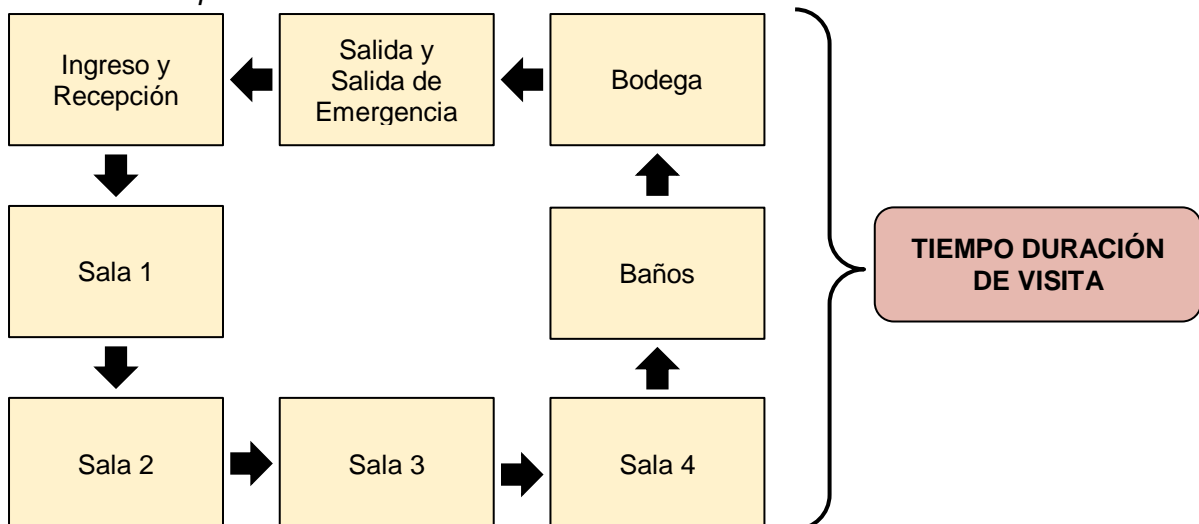 Ingreso y
Recepción
Salida y
Salida de
Emergencia
Bodega
Sala 1
Baños
TIEMPO DURACIÓN
DE VISITA
Sala 2
Sala 3
Sala 4